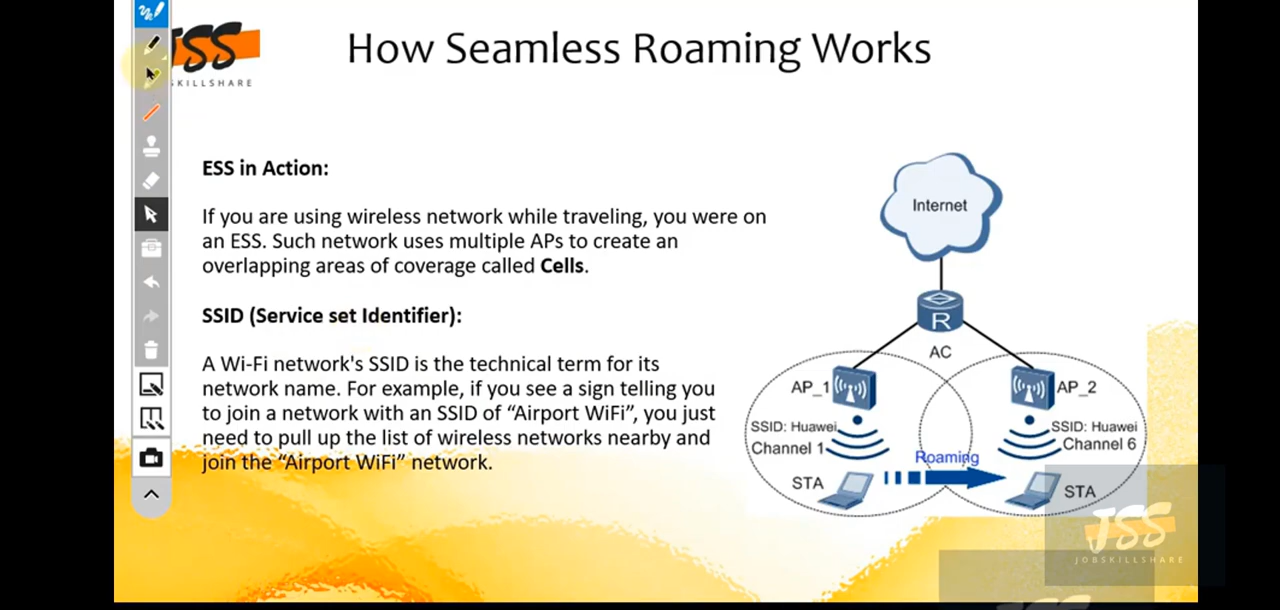 JSS
KILLSHARE
How Seamless Roaming Works
ESS in Action:
If you are using wireless network while traveling, you were on
an ESS. Such network uses multiple APs to create an
overlapping areas of coverage called Cells.
SSID (Service set Identifier):
A Wi-Fi network's SSID is the technical term for its
network name. For example, if you see a sign telling you
to join a network with an SSID of “Airport WiFi”, you just
need to pull up the list of wireless networks nearby and
join the “Airport WiFi” network.
Internet
R
AC
AP_1
AP_2
SSID: Huawei
Channel 1
SSID: Huawei
Channel 6
Roaming
STA
STA
JSS
JOBSKILLSHARE